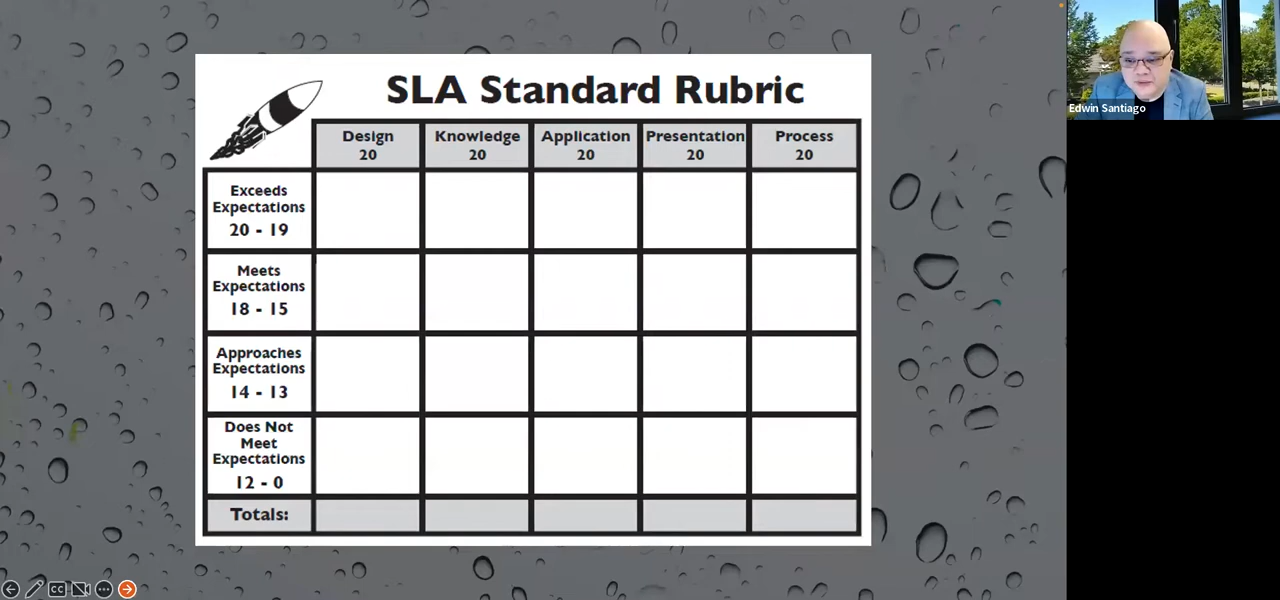 SLA Standard Rubric
Design Knowledge Application Presentation Process
20 20 20 20 20
Exceeds
Expectations
20 - 19
Meets
Expectations
18 - 15
Approaches
Expectations
14 - 13
Does Not
Meet
Expectations
12 - 0
Totals:
Edwin Santiago
CC